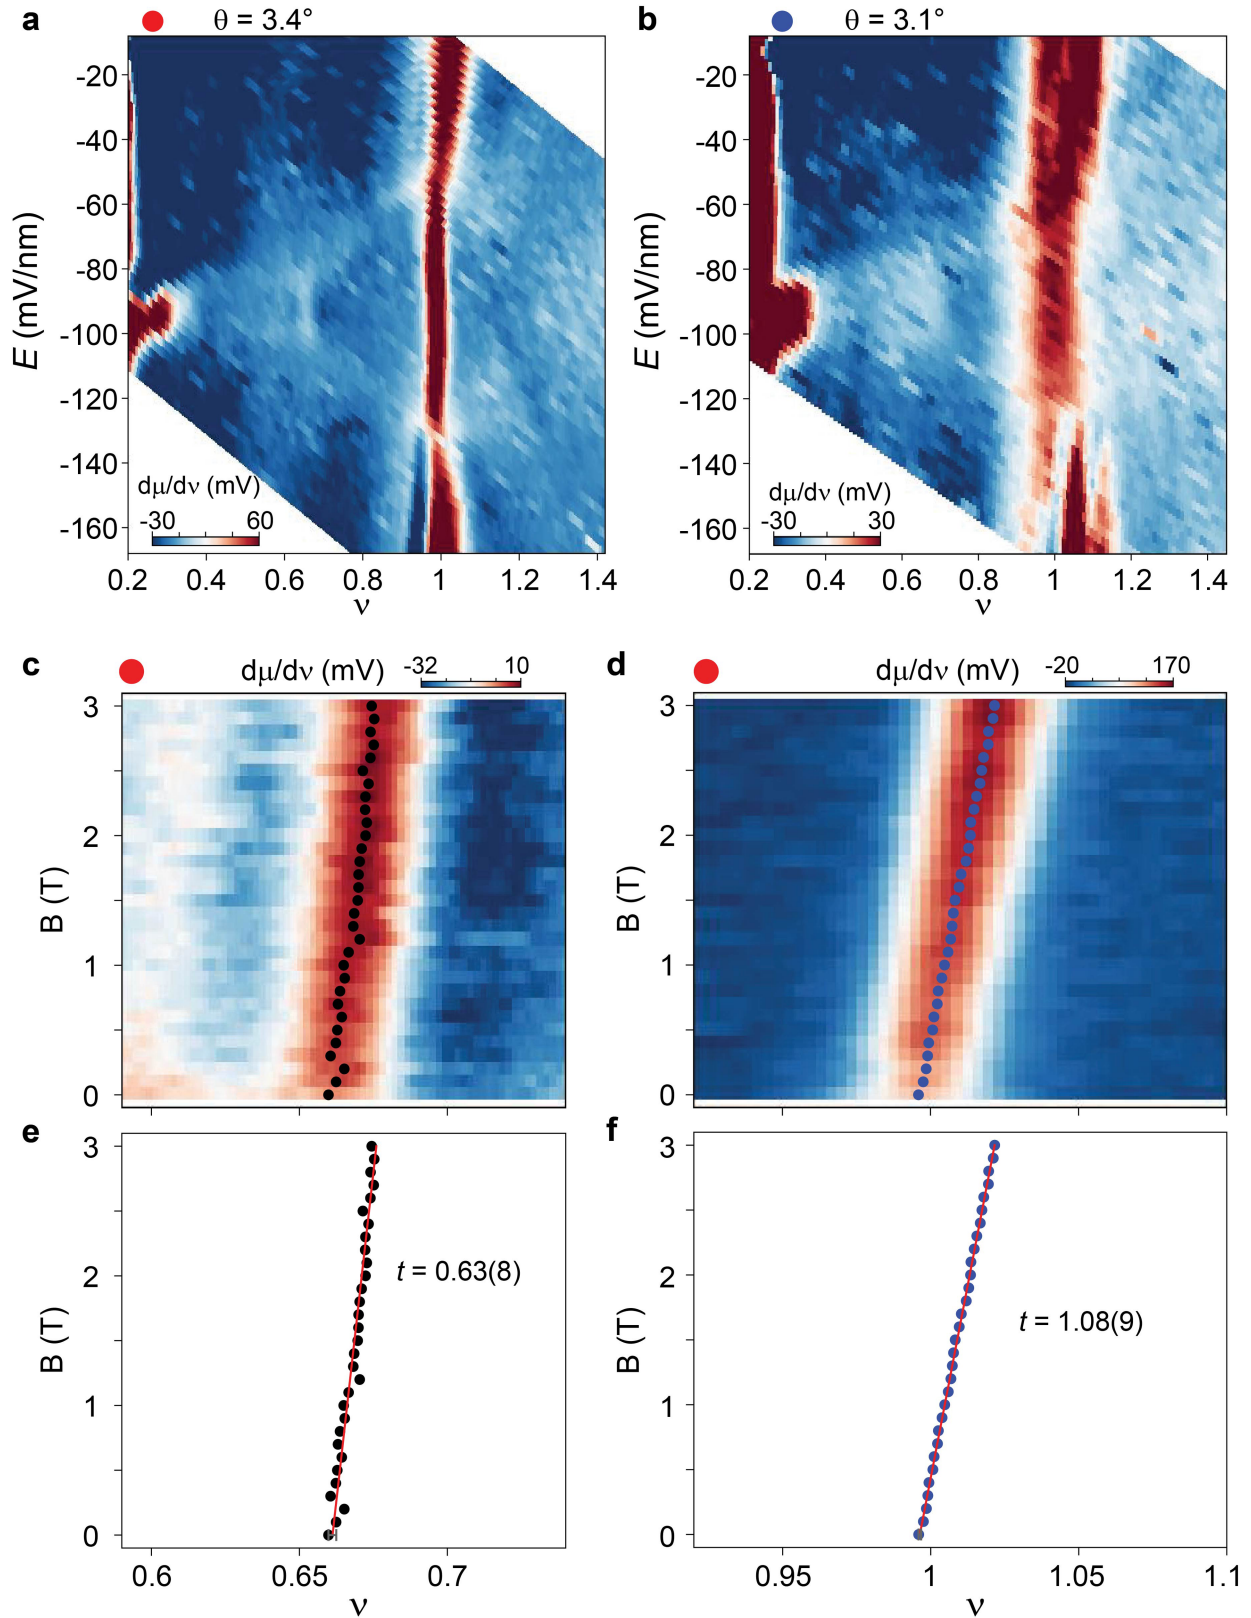 a
θ = 3.4°
b
θ = 3.1°
-20
-40
-60
-80
-100
-120
-140
-160
E (mV/nm)
dμ/dν (mV)
-30 60
0.2 0.4 0.6 0.8 1 1.2 1.4
ν
-20
-40
-60
-80
-100
-120
-140
-160
E (mV/nm)
dμ/dν (mV)
-30 30
0.2 0.4 0.6 0.8 1 1.2 1.4
ν
c
dμ/dν (mV) -32 10
3
2
1
0
B (T)
d
dμ/dν (mV) -20 170
3
2
1
0
B (T)
e
3
2
1
0
B (T)
t = 0.63(8)
0.6 0.65 0.7
ν
f
3
2
1
0
B (T)
t = 1.08(9)
0.95 1 1.05 1.1
ν